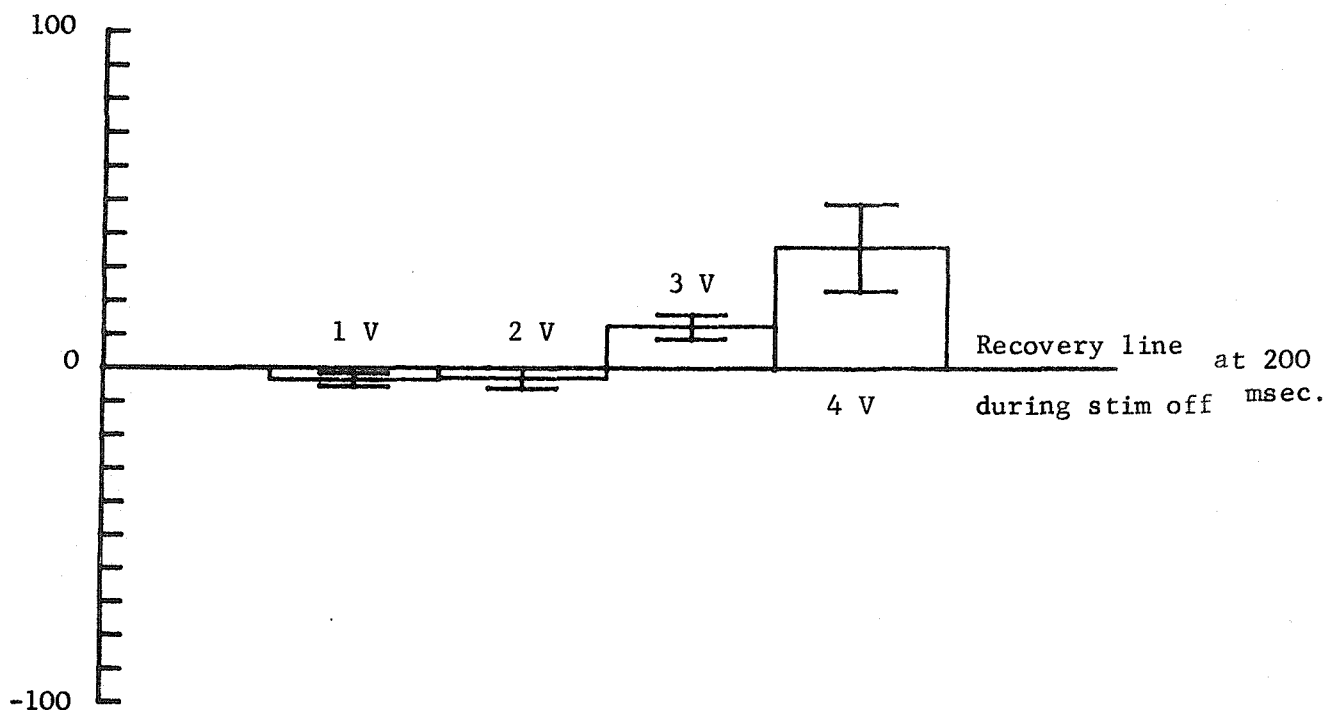 100
3 V
1 V 2 V
0
Recovery line at 200
4 V during stim off msec.
-100